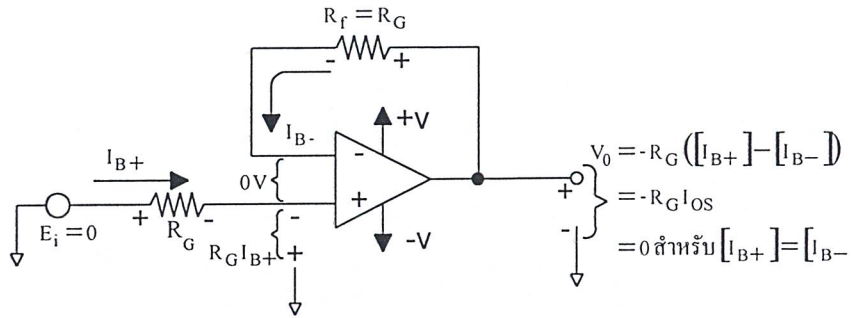 R_f = R_G
- +
I_B-
+V
I_B+
0V
-
+
V_0 = -R_G([I_B+]-[I_B-])
= -R_G I_OS
= 0 สำหรับ [I_B+]=[I_B-
+
-
E_i = 0
+ -
R_G
-
R_G I_B+
+
-V